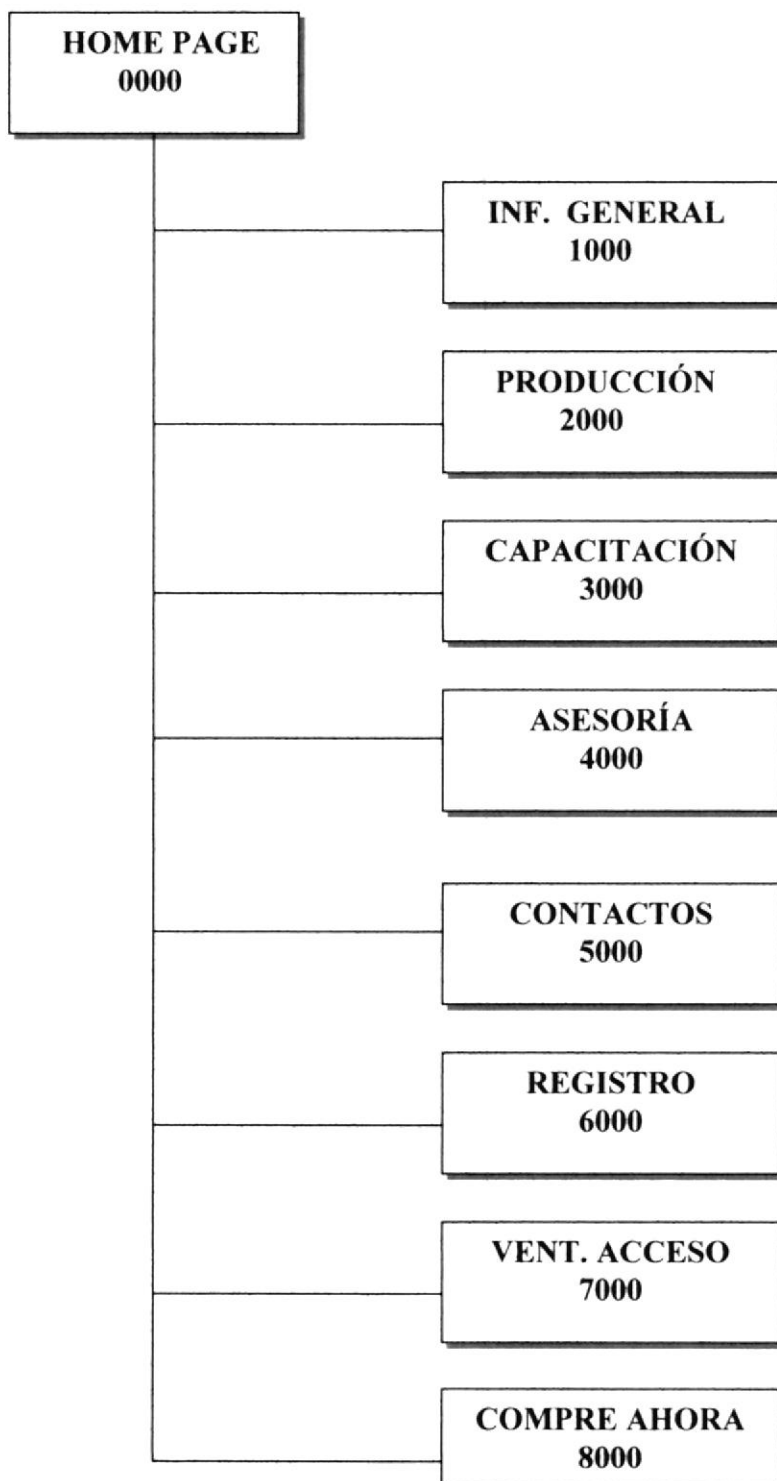 HOME PAGE
0000
INF. GENERAL
1000
PRODUCCIÓN
2000
CAPACITACIÓN
3000
ASESORÍA
4000
CONTACTOS
5000
REGISTRO
6000
VENT. ACCESO
7000
COMPRE AHORA
8000